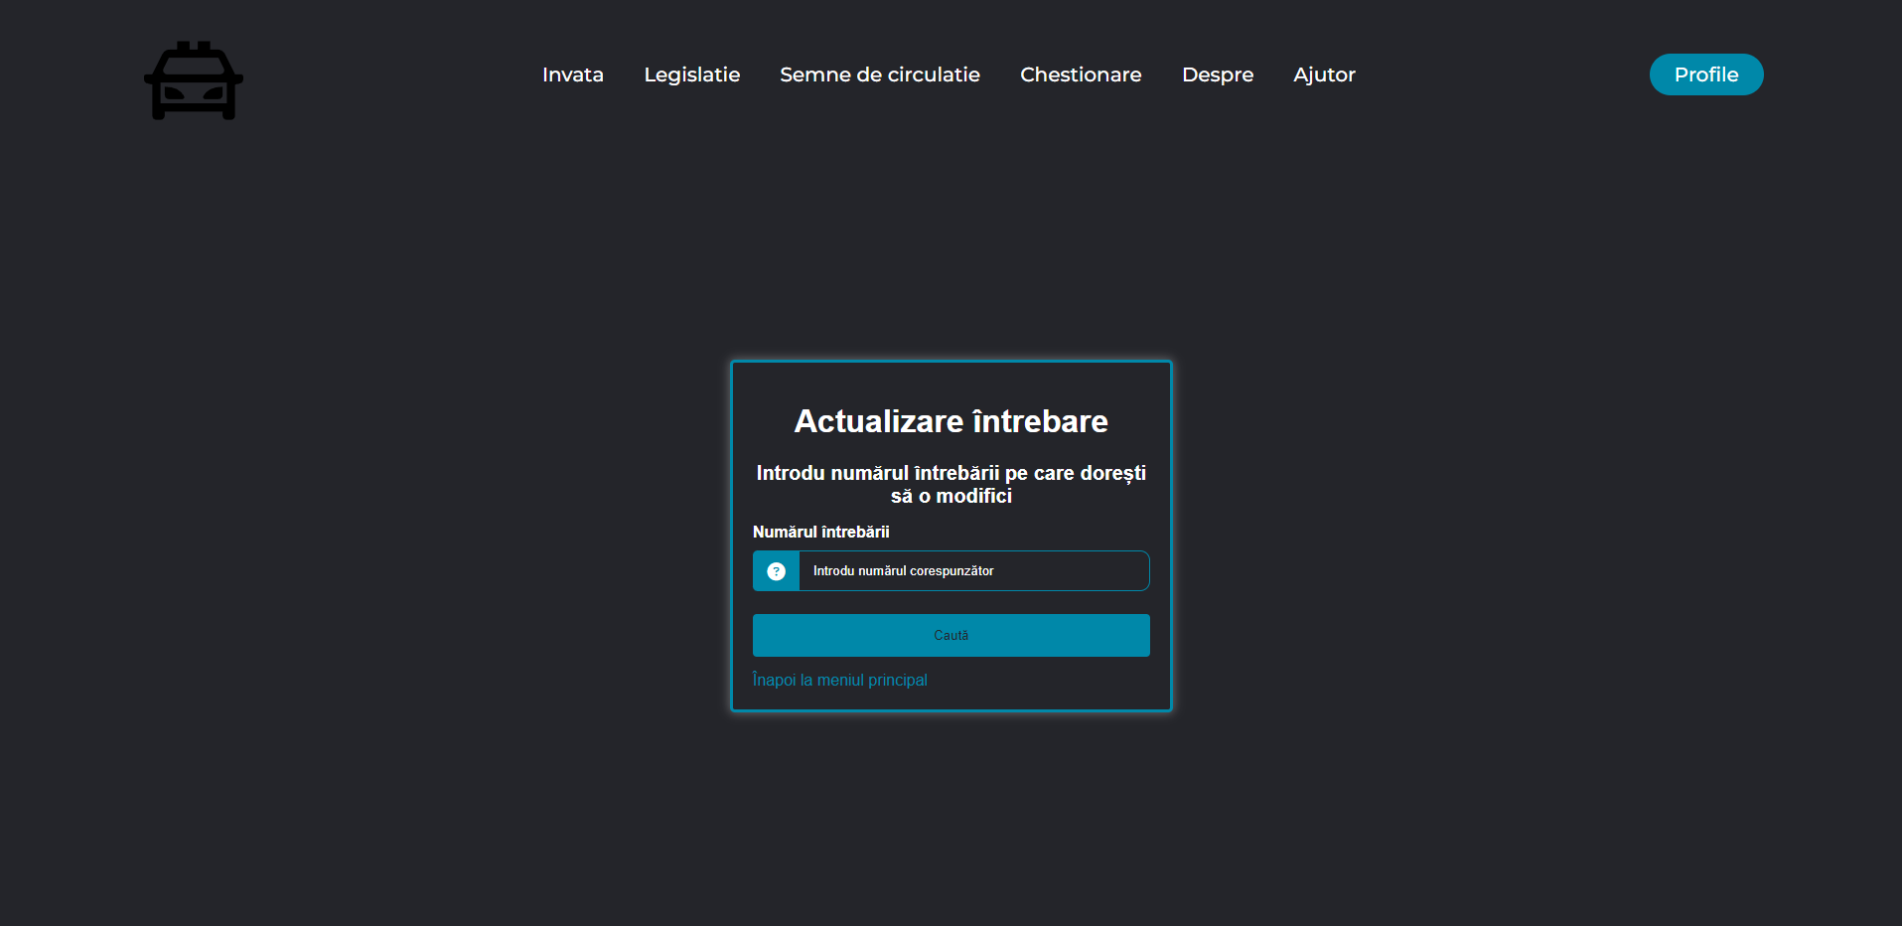 Invata Legislatie Semne de circulatie Chestionare Despre Ajutor Profile
Actualizare întrebare
Introdu numărul întrebării pe care dorești
să o modifici
Numărul întrebării
Introdu numărul corespunzător
Caută
Înapoi la meniul principal